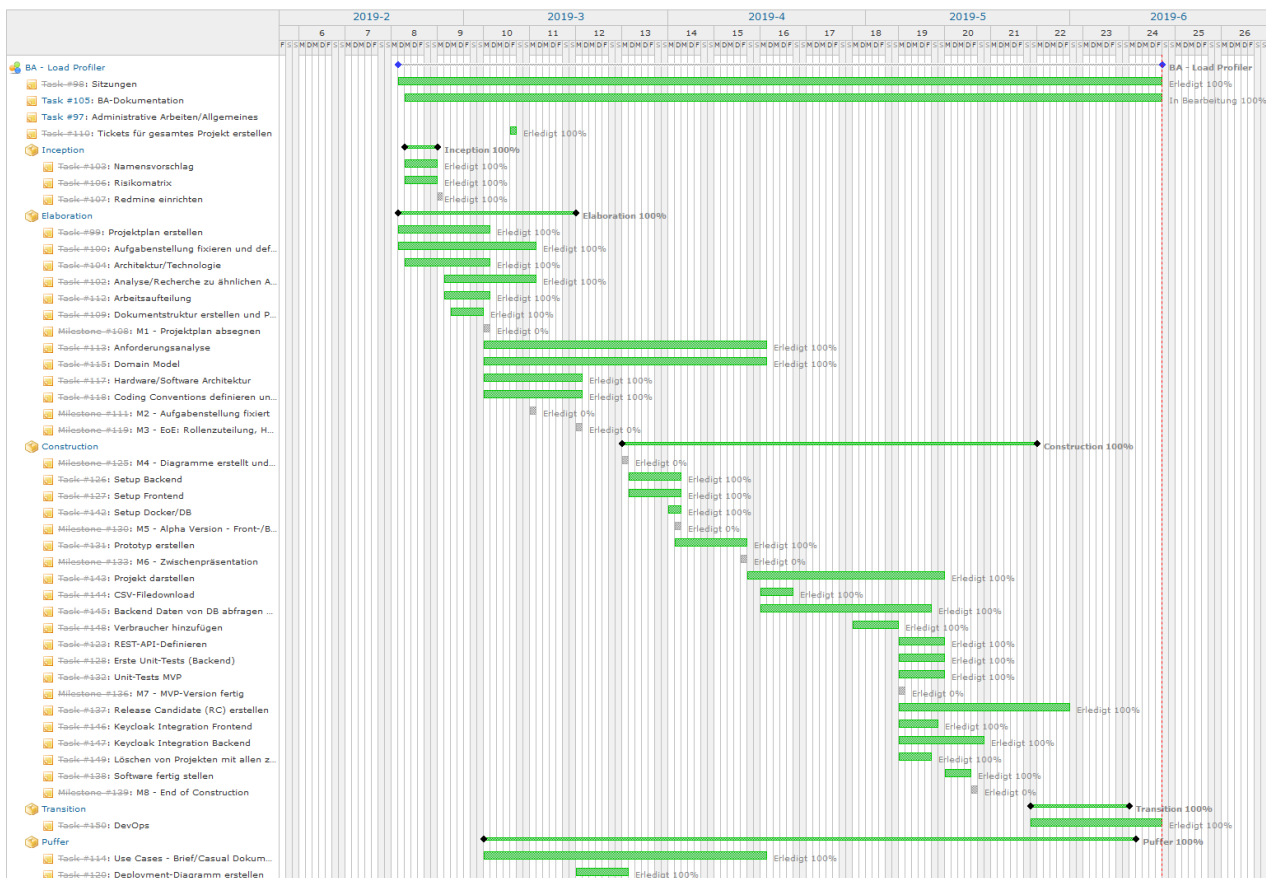 2019-2 2019-3 2019-4 2019-5 2019-6
6 7 8 9 10 11 12 13 14 15 16 17 18 19 20 21 22 23 24 25 26
BA - Load Profiler BA - Load Profiler
Task #98: Sitzungen Erledigt 100%
Task #105: BA-Dokumentation In Bearbeitung 100%
Task #97: Administrative Arbeiten/Allgemeines
Task #110: Tickets für gesamtes Projekt erstellen Erledigt 100%
Inception Inception 100%
Task #103: Namensvorschlag Erledigt 100%
Task #106: Risikomatrix Erledigt 100%
Task #107: Redmine einrichten Erledigt 100%
Elaboration Elaboration 100%
Task #99: Projektplan erstellen Erledigt 100%
Task #100: Aufgabenstellung fixieren und def... Erledigt 100%
Task #104: Architektur/Technologie Erledigt 100%
Task #102: Analyse/Recherche zu ähnlichen A... Erledigt 100%
Task #112: Arbeitsaufteilung Erledigt 100%
Task #109: Dokumentstruktur erstellen und P... Erledigt 100%
Milestone #108: M1 - Projektplan absegnen Erledigt 0%
Task #113: Anforderungsanalyse Erledigt 100%
Task #115: Domain Model Erledigt 100%
Task #117: Hardware/Software Architektur Erledigt 100%
Task #118: Coding Conventions definieren un... Erledigt 100%
Milestone #111: M2 - Aufgabenstellung fixiert Erledigt 0%
Milestone #119: M3 - EoE: Rollenzuteilung, H... Erledigt 0%
Construction Construction 100%
Milestone #125: M4 - Diagramme erstellt und... Erledigt 0%
Task #126: Setup Backend Erledigt 100%
Task #127: Setup Frontend Erledigt 100%
Task #142: Setup Docker/DB Erledigt 100%
Milestone #130: M5 - Alpha Version - Front-/B... Erledigt 0%
Task #131: Prototyp erstellen Erledigt 100%
Milestone #133: M6 - Zwischenpräsentation Erledigt 0%
Task #143: Projekt darstellen Erledigt 100%
Task #144: CSV-Filedownload Erledigt 100%
Task #145: Backend Daten von DB abfragen ... Erledigt 100%
Task #148: Verbraucher hinzufügen Erledigt 100%
Task #123: REST-API-Definieren Erledigt 100%
Task #128: Erste Unit-Tests (Backend) Erledigt 100%
Task #132: Unit-Tests MVP Erledigt 100%
Milestone #136: M7 - MVP-Version fertig Erledigt 0%
Task #137: Release Candidate (RC) erstellen Erledigt 100%
Task #146: Keycloak Integration Frontend Erledigt 100%
Task #147: Keycloak Integration Backend Erledigt 100%
Task #149: Löschen von Projekten mit allen z... Erledigt 100%
Task #138: Software fertig stellen Erledigt 100%
Milestone #139: M8 - End of Construction Erledigt 0%
Transition Transition 100%
Task #150: DevOps Erledigt 100%
Puffer Puffer 100%
Task #114: Use Cases - Brief/Casual Dokum... Erledigt 100%
Task #120: Deployment-Diagramm erstellen Erledigt 100%